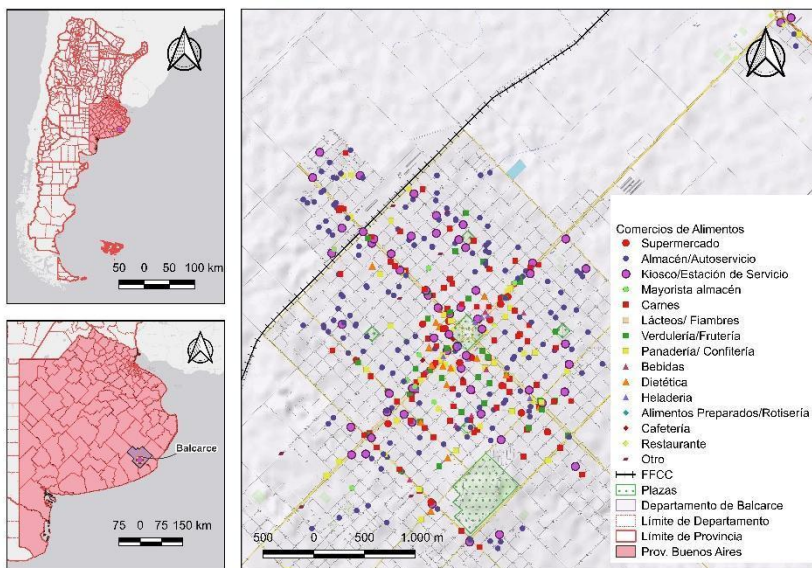 50 0 50 100 km
Balcarce
75 0 75 150 km
500 0 500 1.000 m
Comercios de Alimentos
Supermercado
Almacén/Autoservicio
Kiosco/Estación de Servicio
Mayorista almacén
Carnes
Lácteos/ Fiambres
Verdulería/Frutería
Panadería/ Confitería
Bebidas
Dietética
Heladeria
Alimentos Preparados/Rotisería
Cafetería
Restaurante
Otro
FFCC
Plazas
Departamento de Balcarce
Límite de Departamento
Límite de Provincia
Prov. Buenos Aires